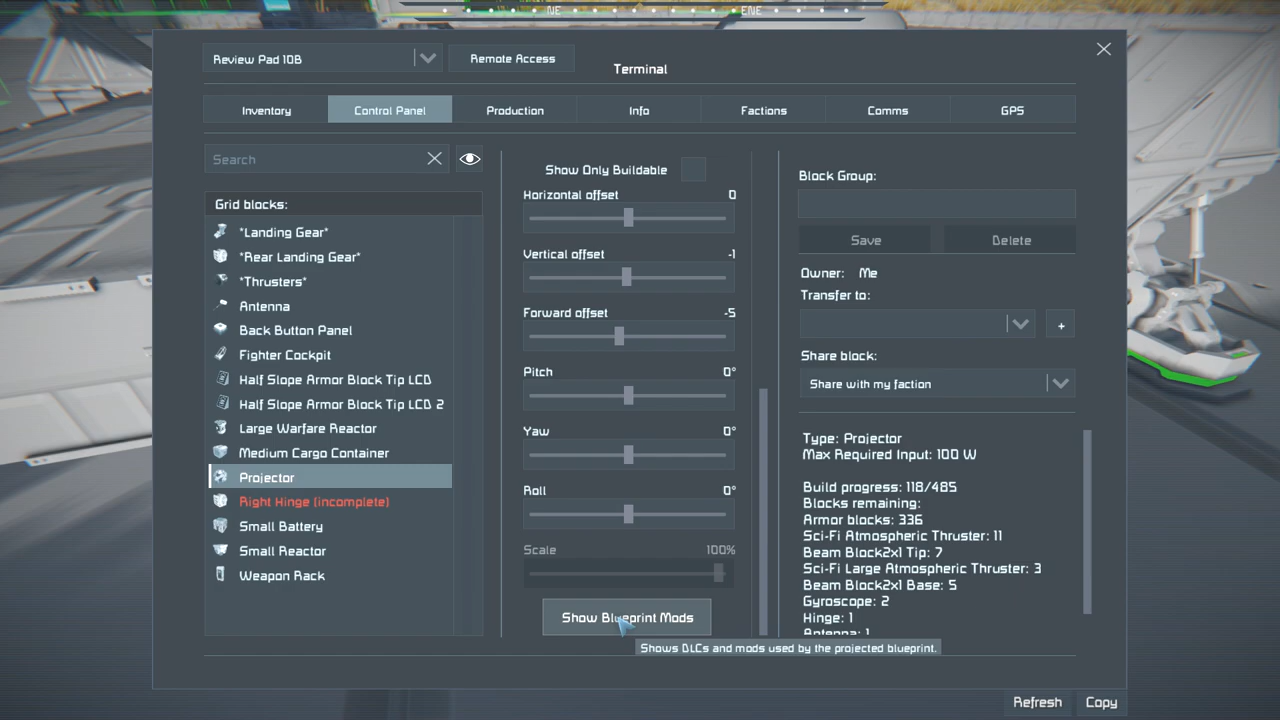 NE
ENE
Review Pad 10B
Remote Access
Terminal
Inventory
Control Panel
Production
Info
Factions
Comms
GPS
Search
Grid blocks:
*Landing Gear*
*Rear Landing Gear*
*Thrusters*
Antenna
Back Button Panel
Fighter Cockpit
Half Slope Armor Block Tip LCD
Half Slope Armor Block Tip LCD 2
Large Warfare Reactor
Medium Cargo Container
Projector
Right Hinge (incomplete)
Small Battery
Small Reactor
Weapon Rack
Show Only Buildable
Horizontal offset 0
Vertical offset -1
Forward offset -5
Pitch 0°
Yaw 0°
Roll 0°
Scale 100%
Show Blueprint Mods
Shows DLCs and mods used by the projected blueprint.
Block Group:
Save
Delete
Owner: Me
Transfer to:
+
Share block:
Share with my faction
Type: Projector
Max Required Input: 100 W
Build progress: 118/485
Blocks remaining:
Armor blocks: 336
Sci-Fi Atmospheric Thruster: 11
Beam Block2x1 Tip: 7
Sci-Fi Large Atmospheric Thruster: 3
Beam Block2x1 Base: 5
Gyroscope: 2
Hinge: 1
Antenna: 1
Refresh
Copy